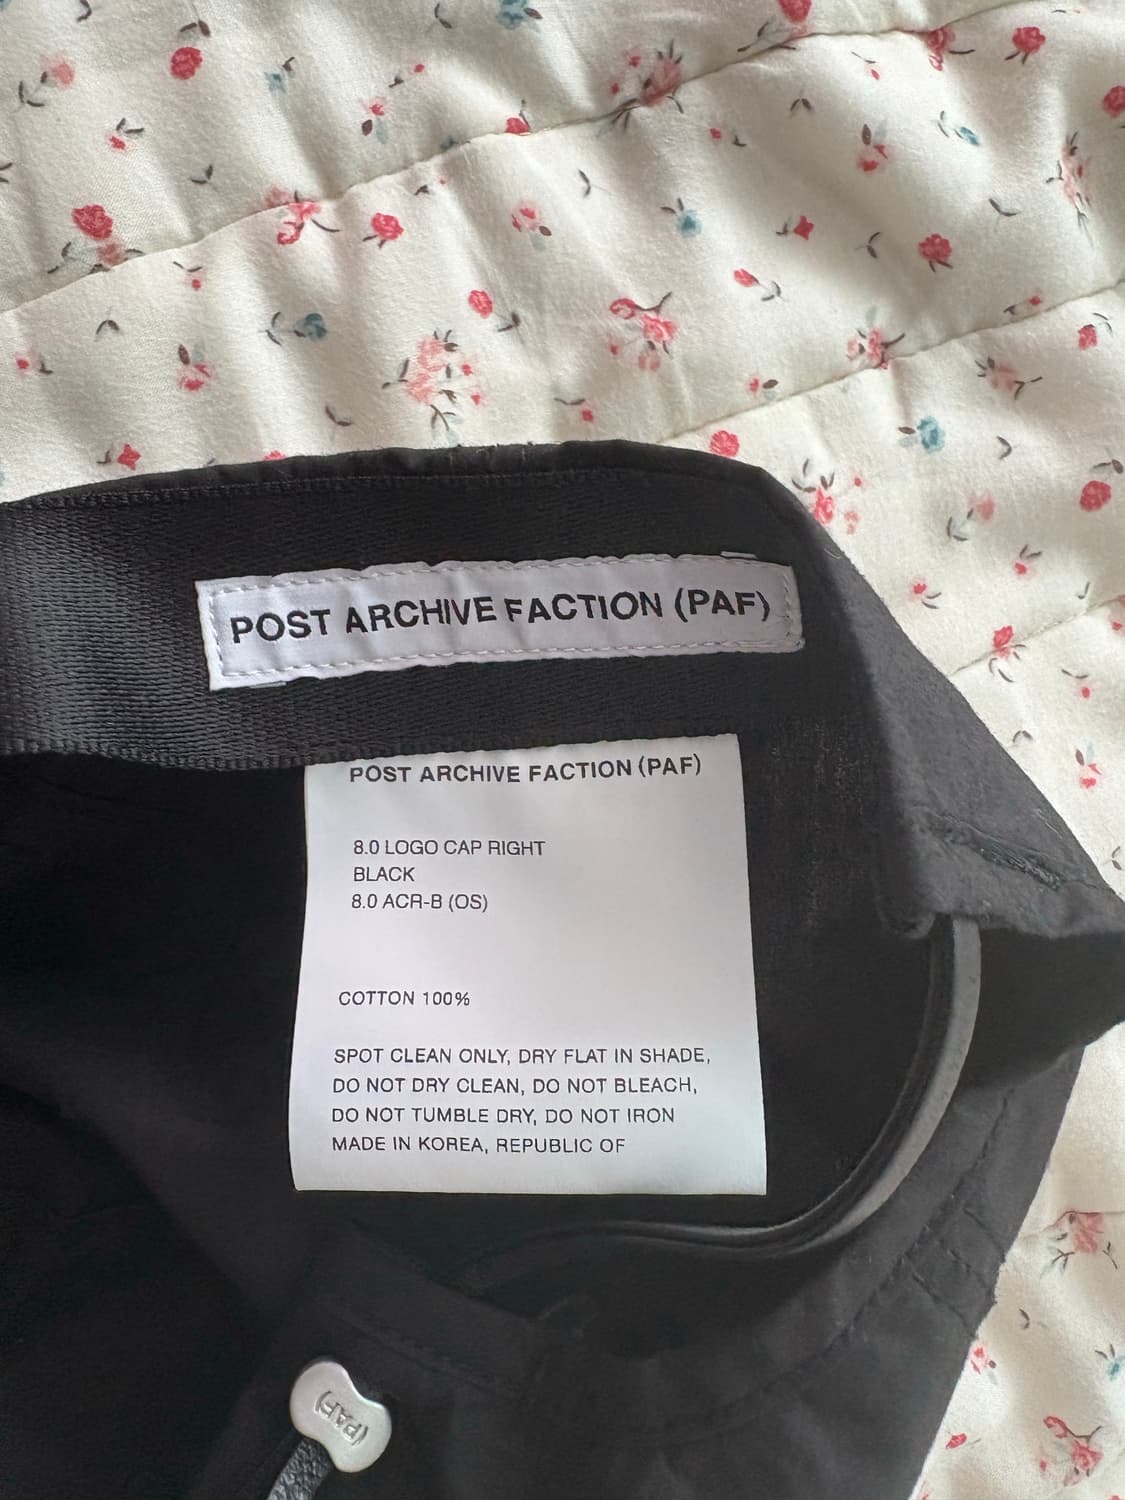 POST ARCHIVE FACTION (PAF)
POST ARCHIVE FACTION (PAF)
8.0 LOGO CAP RIGHT
BLACK
8.0 ACR-B (OS)
COTTON 100%
SPOT CLEAN ONLY, DRY FLAT IN SHADE,
DO NOT DRY CLEAN, DO NOT BLEACH,
DO NOT TUMBLE DRY, DO NOT IRON
MADE IN KOREA, REPUBLIC OF
(PAF)